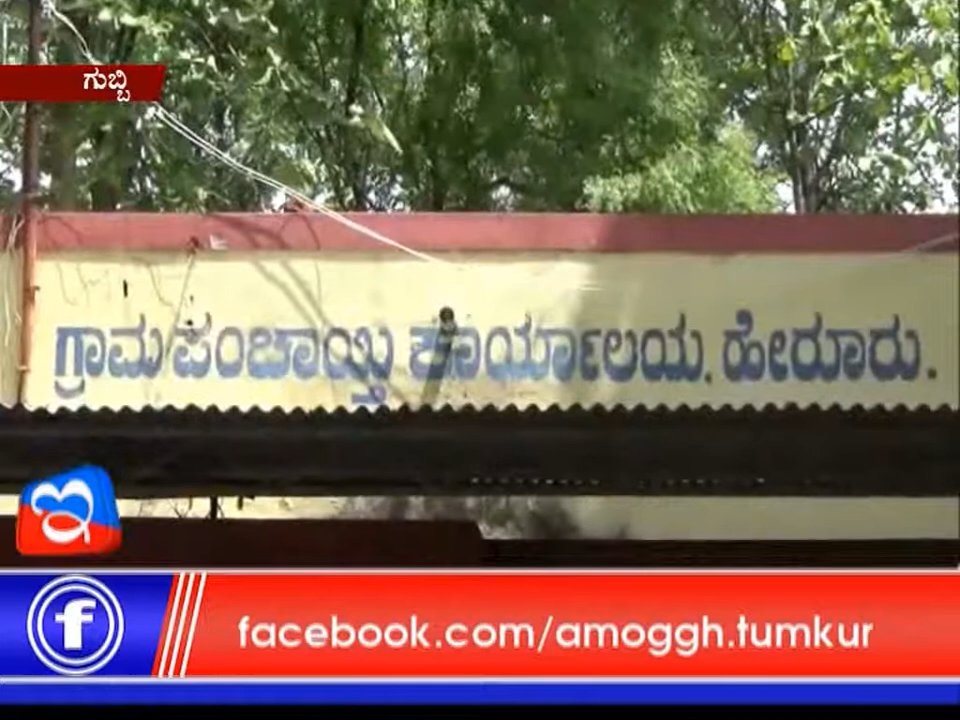 ಗುಬ್ಬಿ
ಗ್ರಾಮ ಪಂಚಾಯ್ತಿ ಕಾರ್ಯಾಲಯ. ಹೇರೂರು.
facebook.com/amoggh.tumkur